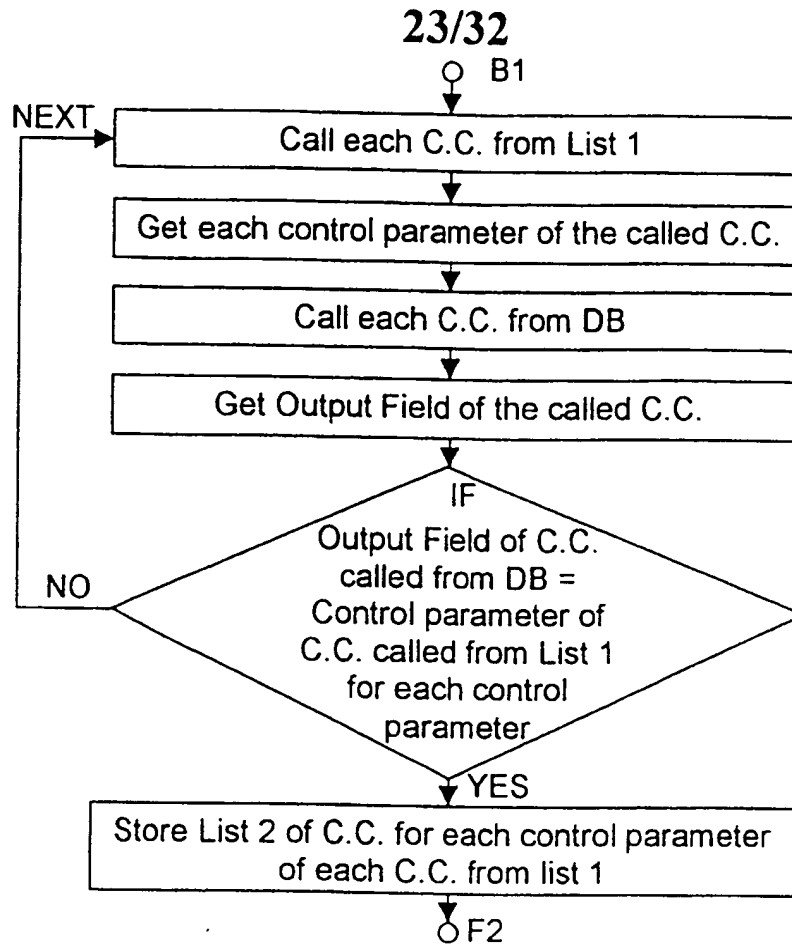 23/32
B1
NEXT
Call each C.C. from List 1
Get each control parameter of the called C.C.
Call each C.C. from DB
Get Output Field of the called C.C.
IF
Output Field of C.C.
called from DB =
Control parameter of
C.C. called from List 1
for each control
parameter
NO
YES
Store List 2 of C.C. for each control parameter
of each C.C. from list 1
F2